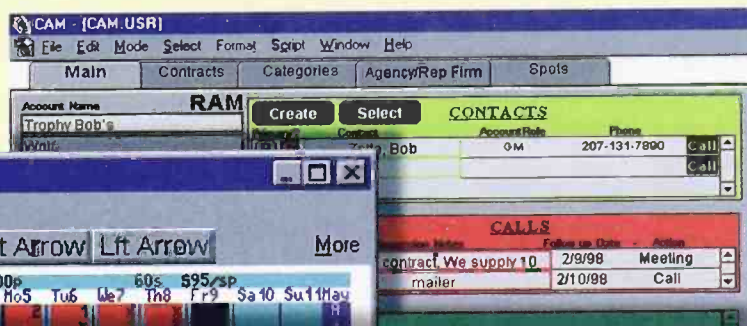 CAM - [CAM.USR]
File Edit Mode Select Format Script Window Help
Main Contracts Categories Agency/Rep Firm Spots
Account Name RAM
Create Select CONTACTS
Contact Account Role Phone
Trophy Bob's
Bob GM 207-131-7890 Call
Call
t Arrow Lft Arrow More
CALLS
Notes Follow up Date - Action
contract. We supply 10 2/9/98 Meeting
mailer 2/10/98 Call
00p 60s $95/sp
Mo5 Tu6 We7 Th8 Fr9 Sa10 Su11 May